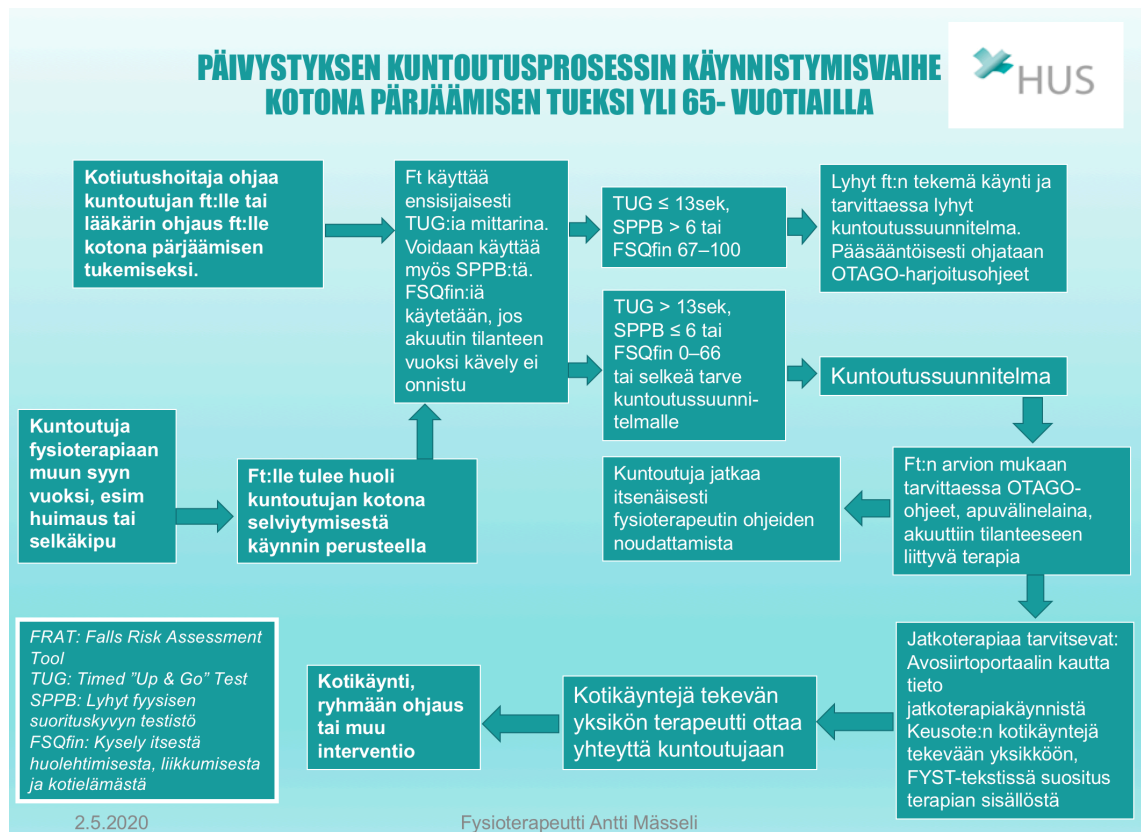 PÄIVYSTYKSEN KUNTOUTUSPROSESSIN KÄYNNISTYMISVAIHE
KOTONA PÄRJÄÄMISEN TUEKSI YLI 65- VUOTIAILLA
HUS
Kotiutushoitaja ohjaa
kuntoutujan ft:lle tai
lääkärin ohjaus ft:lle
kotona pärjäämisen
tukemiseksi.
Ft käyttää
ensisijaisesti
TUG:ia mittarina.
Voidaan käyttää
myös SPPB:tä.
FSQfin:iä
käytetään, jos
akuutin tilanteen
vuoksi kävely ei
onnistu
TUG ≤ 13sek,
SPPB > 6 tai
FSQfin 67–100
Lyhyt ft:n tekemä käynti ja
tarvittaessa lyhyt
kuntoutussuunnitelma.
Pääsääntöisesti ohjataan
OTAGO-harjoitusohjeet
TUG > 13sek,
SPPB ≤ 6 tai
FSQfin 0–66
tai selkeä tarve
kuntoutussuunni-
telmalle
Kuntoutussuunnitelma
Kuntoutuja
fysioterapiaan
muun syyn
vuoksi, esim
huimaus tai
selkäkipu
Ft:lle tulee huoli
kuntoutujan kotona
selviytymisestä
käynnin perusteella
Kuntoutuja jatkaa
itsenäisesti
fysioterapeutin ohjeiden
noudattamista
Ft:n arvion mukaan
tarvittaessa OTAGO-
ohjeet, apuvälinelaina,
akuuttiin tilanteeseen
liittyvä terapia
Jatkoterapiaa tarvitsevat:
Avosiirtoportaalin kautta
tieto
jatkoterapiakäynnistä
Keusote:n kotikäyntejä
tekevään yksikköön,
FYST-tekstissä suositus
terapian sisällöstä
Kotikäyntejä tekevän
yksikön terapeutti ottaa
yhteyttä kuntoutujaan
Kotikäynti,
ryhmään ohjaus
tai muu
interventio
FRAT: Falls Risk Assessment
Tool
TUG: Timed ”Up & Go” Test
SPPB: Lyhyt fyysisen
suorituskyvyn testistö
FSQfin: Kysely itsestä
huolehtimisesta, liikkumisesta
ja kotielämästä
2.5.2020
Fysioterapeutti Antti Mässeli